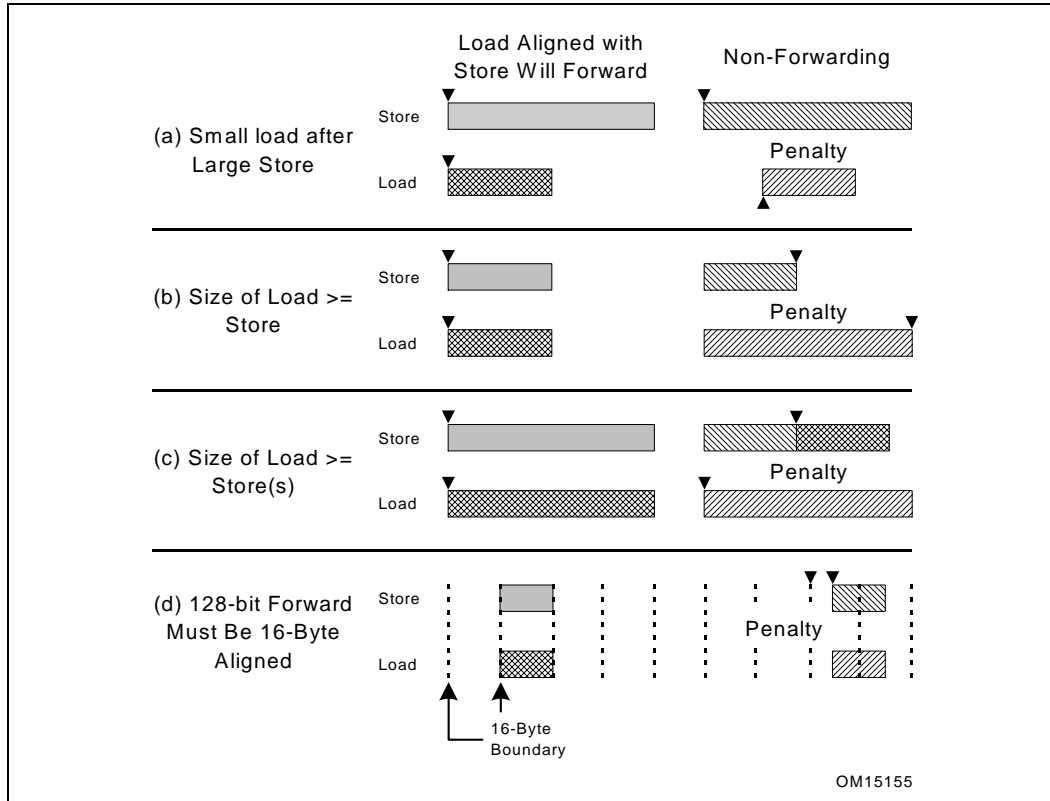 Load Aligned with
Store Will Forward
Non-Forwarding
(a) Small load after
Large Store
Store
Load
Penalty
(b) Size of Load >=
Store
Store
Load
Penalty
(c) Size of Load >=
Store(s)
Store
Load
Penalty
(d) 128-bit Forward
Must Be 16-Byte
Aligned
Store
Load
Penalty
16-Byte
Boundary
OM15155